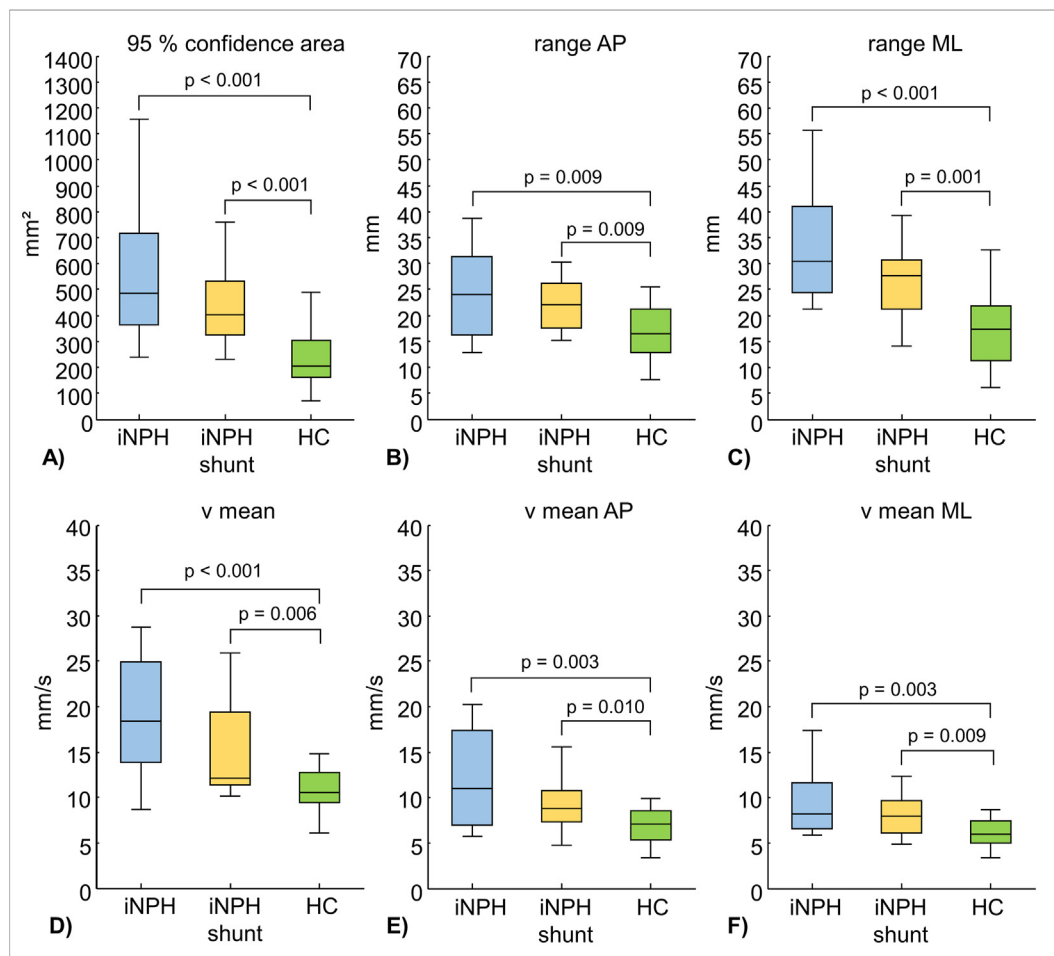 95 % confidence area
1400
1300
1200
1100
1000
900
800
700
600
500
400
300
200
100
0
mm²
p < 0.001
p < 0.001
iNPH
iNPH
shunt
HC
A)
range AP
70
65
60
55
50
45
40
35
30
25
20
15
10
5
0
mm
p = 0.009
p = 0.009
iNPH
iNPH
shunt
HC
B)
range ML
70
65
60
55
50
45
40
35
30
25
20
15
10
5
0
mm
p < 0.001
p = 0.001
iNPH
iNPH
shunt
HC
C)
v mean
40
35
30
25
20
15
10
5
0
mm/s
p < 0.001
p = 0.006
iNPH
iNPH
shunt
HC
D)
v mean AP
40
35
30
25
20
15
10
5
0
mm/s
p = 0.003
p = 0.010
iNPH
iNPH
shunt
HC
E)
v mean ML
40
35
30
25
20
15
10
5
0
mm/s
p = 0.003
p = 0.009
iNPH
iNPH
shunt
HC
F)